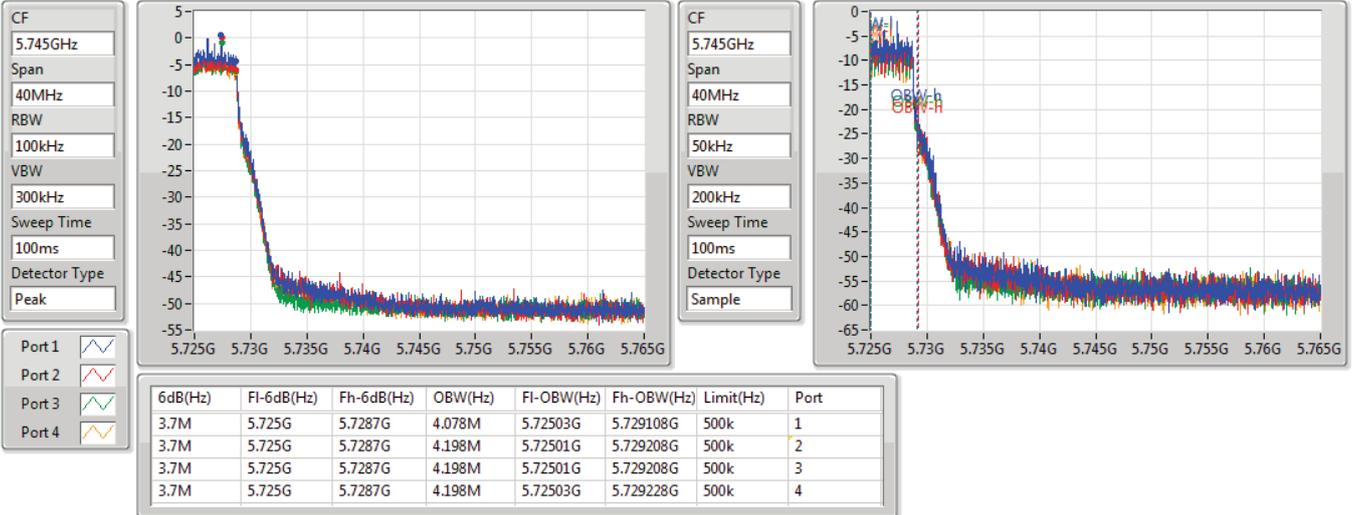 CF
5.745GHz
Span
40MHz
RBW
100kHz
VBW
300kHz
Sweep Time
100ms
Detector Type
Peak
5
0
-5
-10
-15
-20
-25
-30
-35
-40
-45
-50
-55
5.725G 5.73G 5.735G 5.74G 5.745G 5.75G 5.755G 5.76G 5.765G
CF
5.745GHz
Span
40MHz
RBW
50kHz
VBW
200kHz
Sweep Time
100ms
Detector Type
Sample
0
-5
-10
-15
-20
-25
-30
-35
-40
-45
-50
-55
-60
-65
OBW-h
OBW-h
5.725G 5.73G 5.735G 5.74G 5.745G 5.75G 5.755G 5.76G 5.765G
Port 1
Port 2
Port 3
Port 4
6dB(Hz) Fl-6dB(Hz) Fh-6dB(Hz) OBW(Hz) Fl-OBW(Hz) Fh-OBW(Hz) Limit(Hz) Port
3.7M 5.725G 5.7287G 4.078M 5.72503G 5.729108G 500k 1
3.7M 5.725G 5.7287G 4.198M 5.72501G 5.729208G 500k 2
3.7M 5.725G 5.7287G 4.198M 5.72501G 5.729208G 500k 3
3.7M 5.725G 5.7287G 4.198M 5.72503G 5.729228G 500k 4